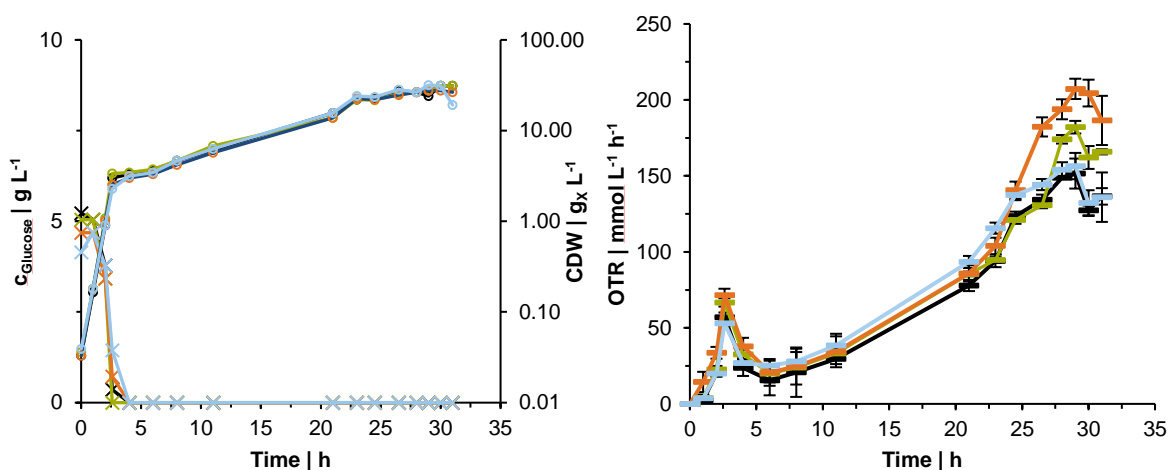 10
5
0
c_Glucose | g L⁻¹
100.00
10.00
1.00
0.10
0.01
CDW | g_X L⁻¹
0 5 10 15 20 25 30 35
Time | h
250
200
150
100
50
0
OTR | mmol L⁻¹ h⁻¹
0 5 10 15 20 25 30 35
Time | h